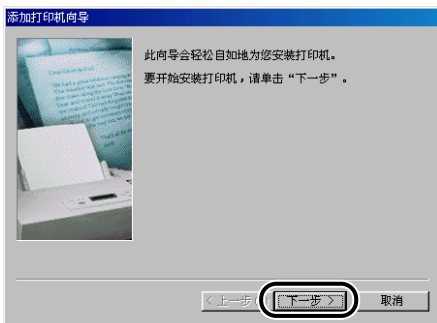 添加打印机向导
此向导会轻松自如地为您安装打印机。
要开始安装打印机，请单击“下一步”。
< 上一步
下一步 >
取消